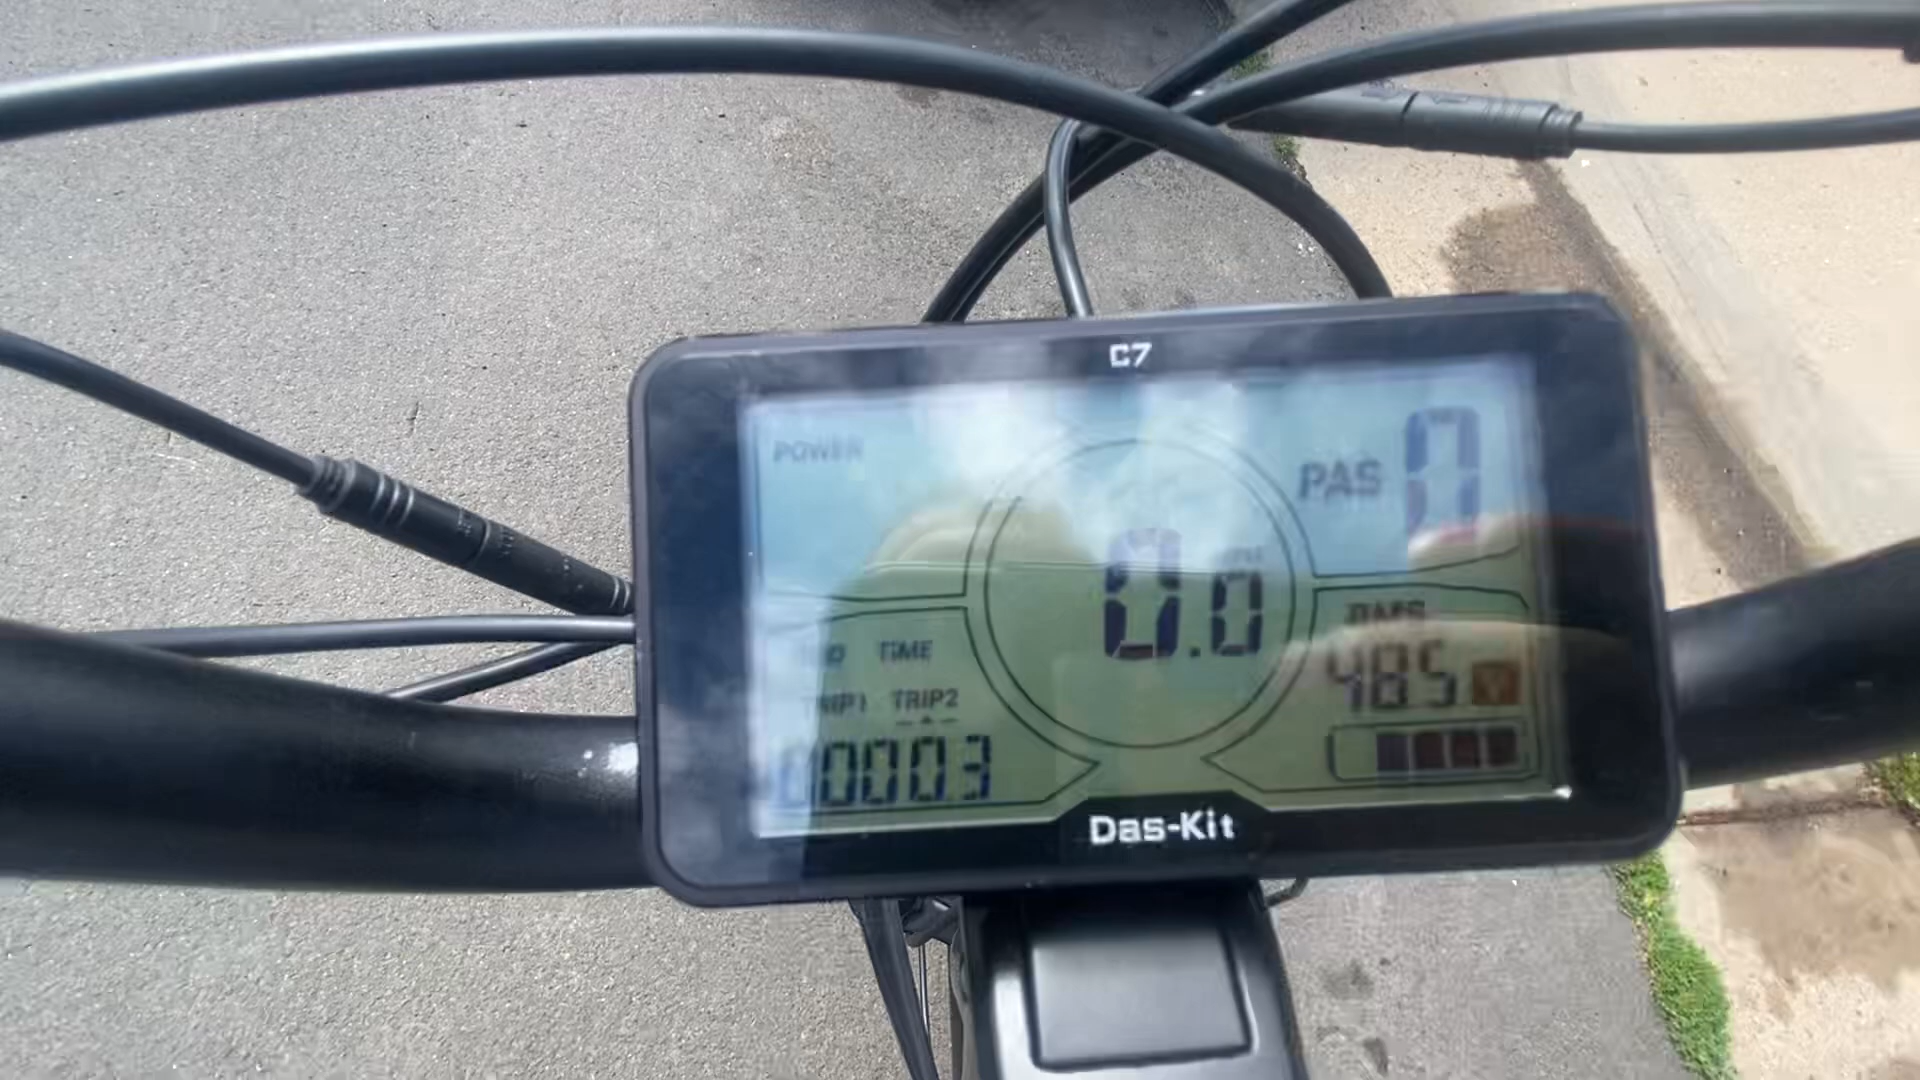 C7
POWER
PAS 0
0.0
TIME
TRIP1 TRIP2
00003
485 V
Das-Kit